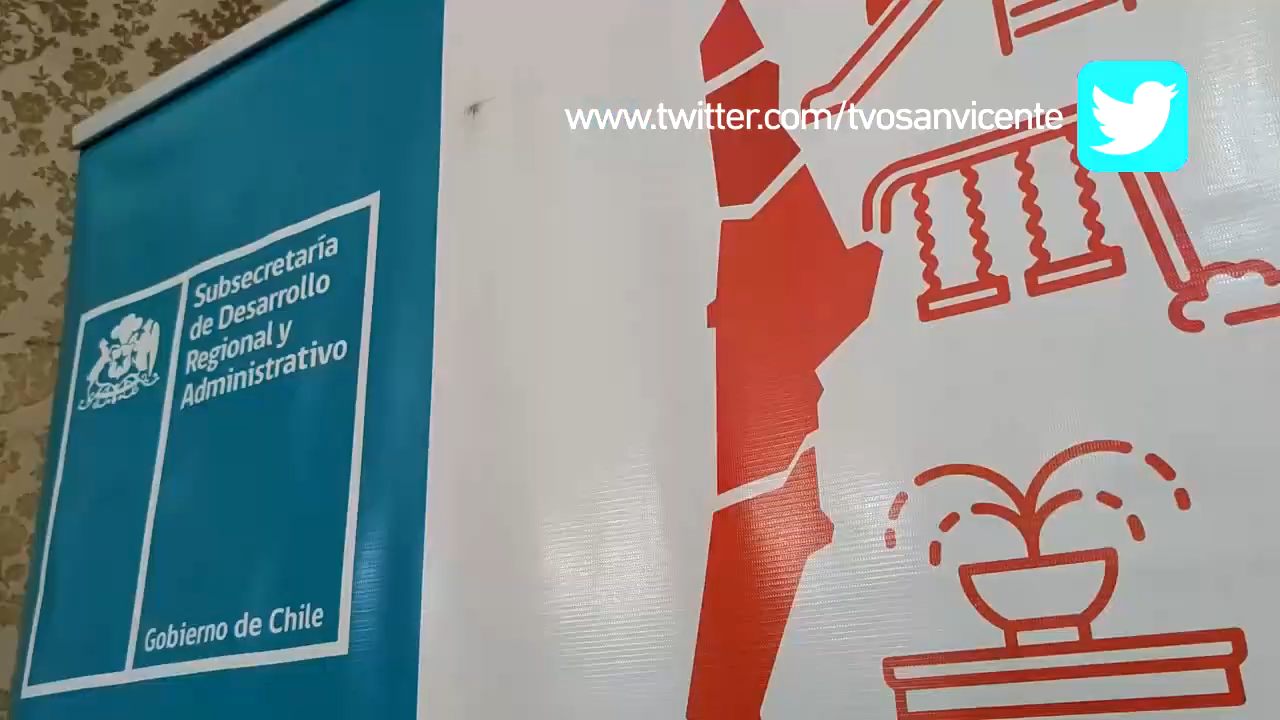 www.twitter.com/tvosanvicente
Subsecretaría
de Desarrollo
Regional y
Administrativo
Gobierno de Chile